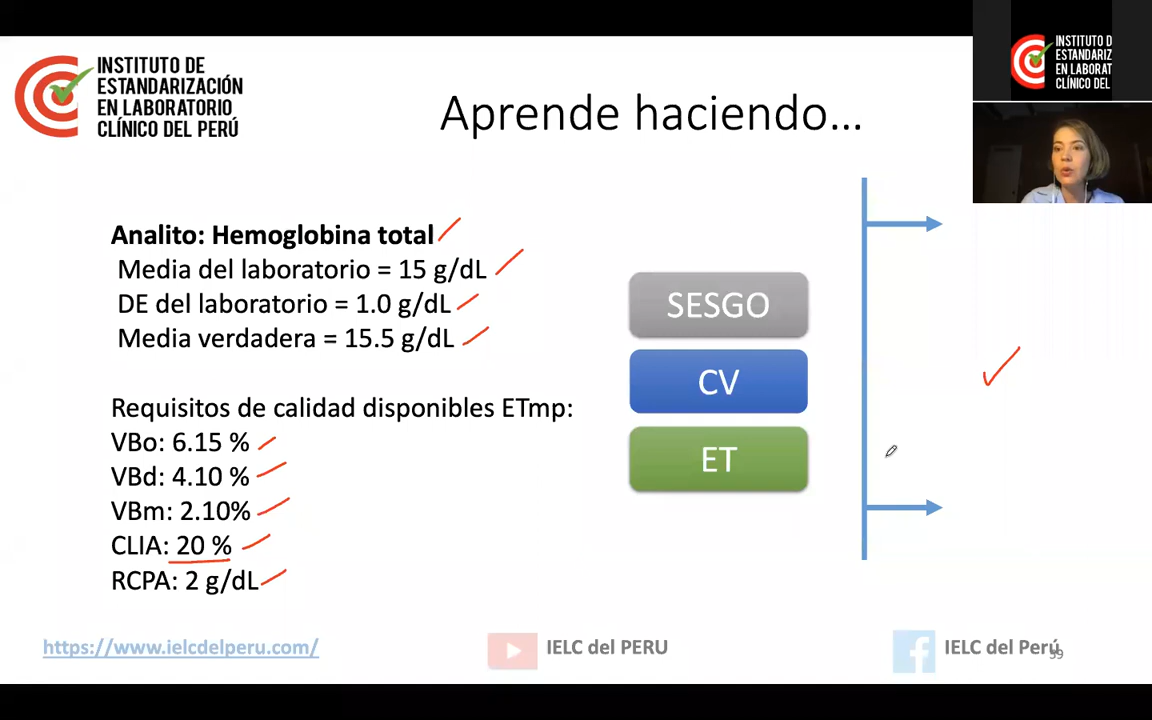 INSTITUTO DE
ESTANDARIZACIÓN
EN LABORATORIO
CLÍNICO DEL PERÚ
INSTITUTO D
ESTANDARIZ
EN LABORAT
CLÍNICO DEL
Aprende haciendo...
Analito: Hemoglobina total
Media del laboratorio = 15 g/dL
DE del laboratorio = 1.0 g/dL
Media verdadera = 15.5 g/dL
Requisitos de calidad disponibles ETmp:
VBo: 6.15 %
VBd: 4.10 %
VBm: 2.10%
CLIA: 20 %
RCPA: 2 g/dL
SESGO
CV
ET
https://www.ielcdelperu.com/
IELC del PERU
IELC del Perú
59